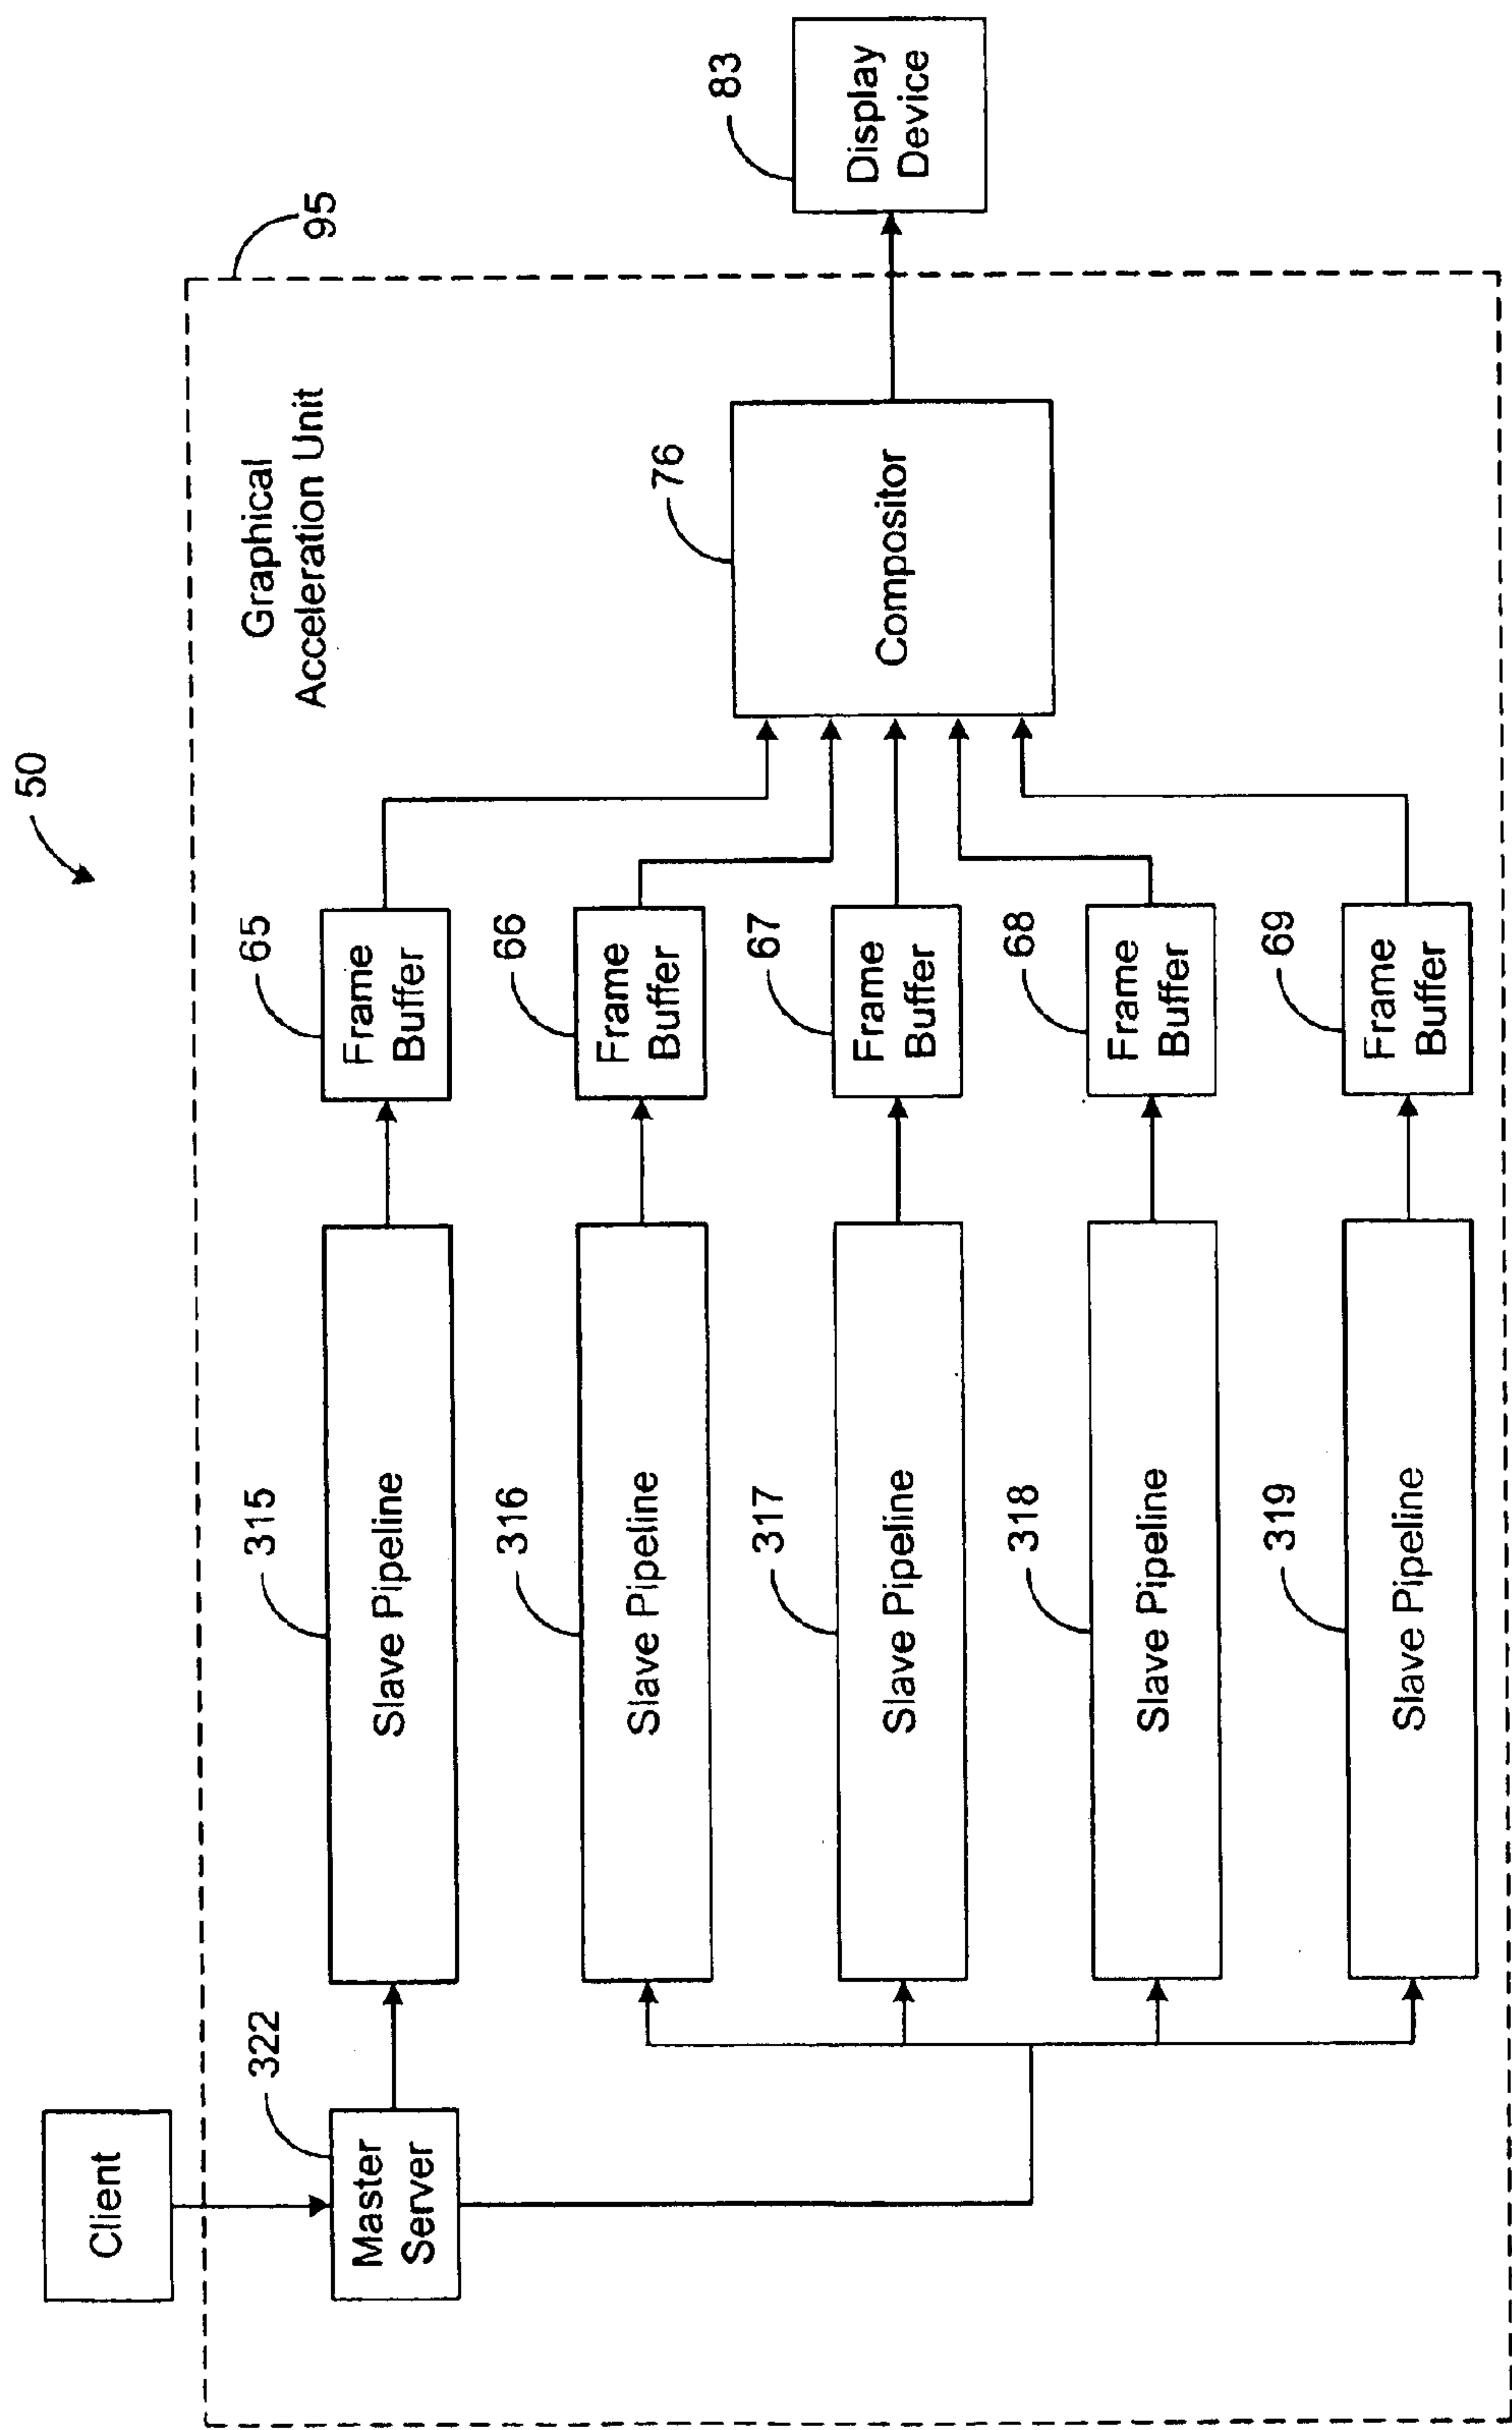 50
Client
95
Graphical
Acceleration Unit
322
Master
Server
315
Slave Pipeline
65
Frame
Buffer
316
Slave Pipeline
66
Frame
Buffer
317
Slave Pipeline
67
Frame
Buffer
318
Slave Pipeline
68
Frame
Buffer
319
Slave Pipeline
69
Frame
Buffer
76
Compositor
83
Display
Device